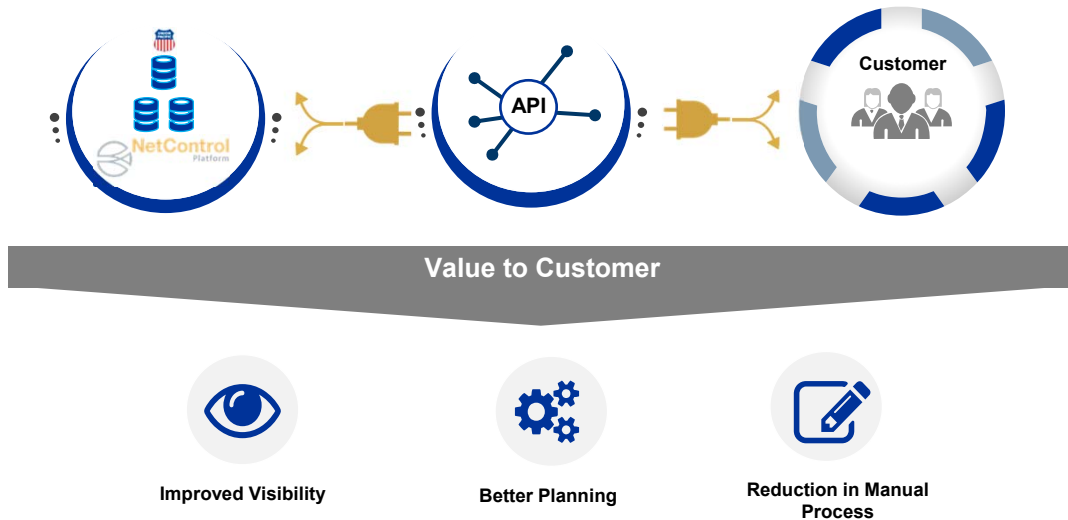 NetControl
Platform
API
Customer
Value to Customer
Improved Visibility
Better Planning
Reduction in Manual
Process